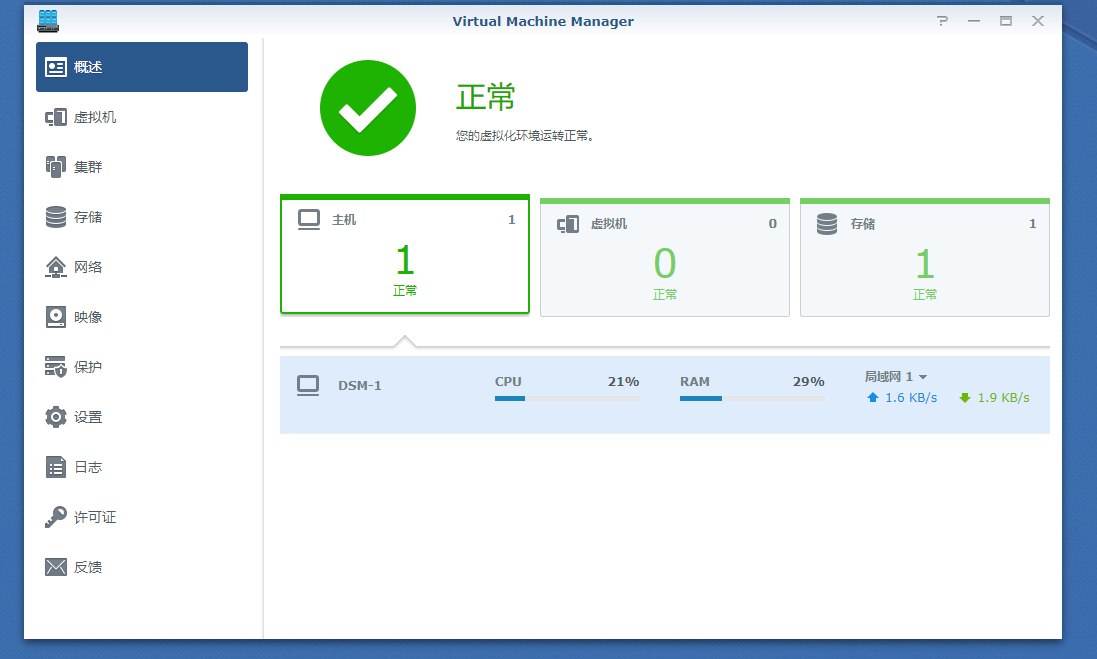 Virtual Machine Manager
概述
虚拟机
集群
存储
网络
映像
保护
设置
日志
许可证
反馈
正常
您的虚拟化环境运转正常。
主机 1
1
正常
虚拟机 0
0
正常
存储 1
1
正常
DSM-1
CPU 21%
RAM 29%
局域网 1
1.6 KB/s 1.9 KB/s